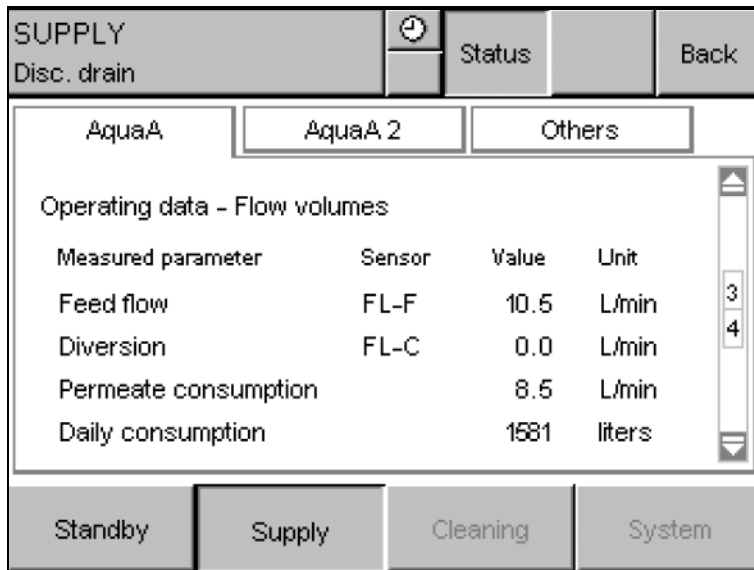 SUPPLY
Disc. drain
Status
Back
AquaA
AquaA 2
Others
Operating data - Flow volumes
Measured parameter Sensor Value Unit
Feed flow FL-F 10.5 L/min
Diversion FL-C 0.0 L/min
Permeate consumption 8.5 L/min
Daily consumption 1581 liters
3
4
Standby
Supply
Cleaning
System